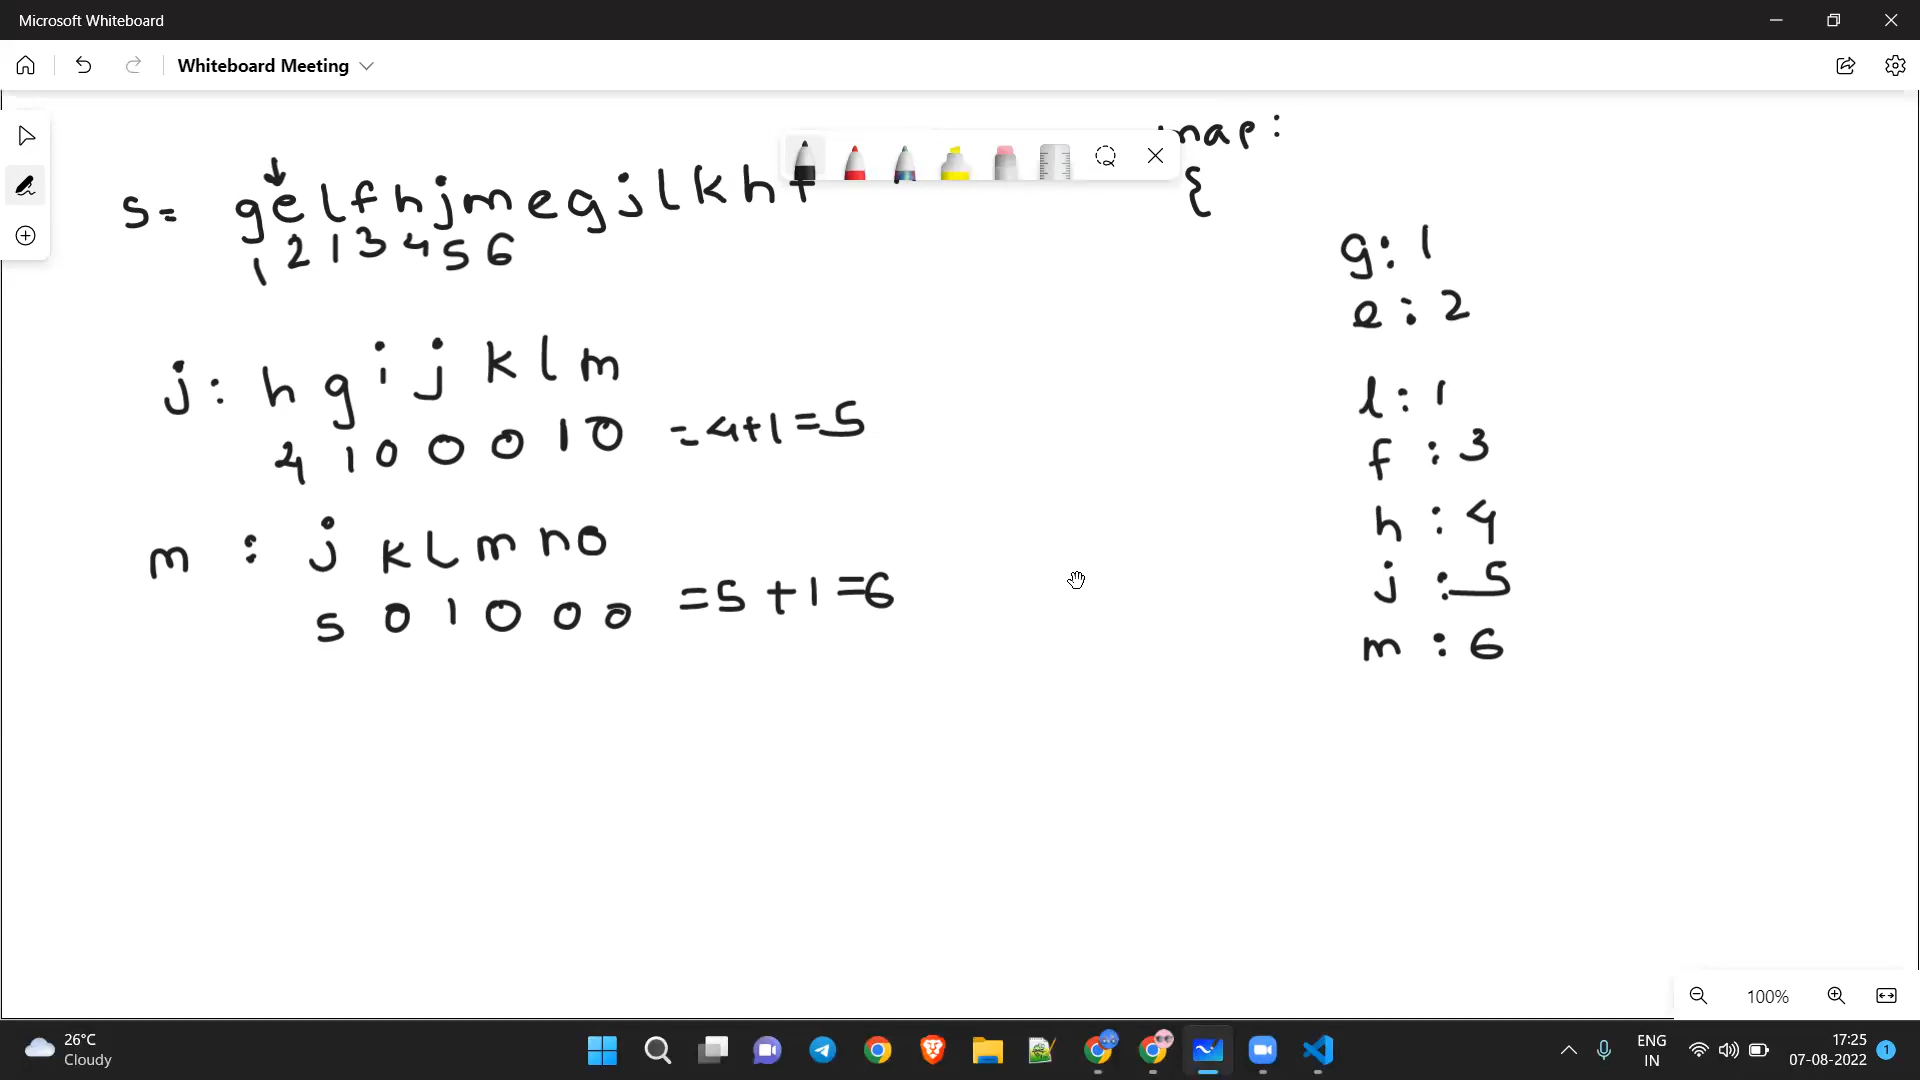 Microsoft Whiteboard
Whiteboard Meeting
map:
{
s= gelfhjmegjlkhf
1 2 1 3 4 5 6
g: 1
e: 2
j: h g i j k l m
l: 1
4 1 0 0 0 1 0 =4+1=5
f: 3
m: j k l m n o
h: 4
5 0 1 0 0 0 =5+1=6
j: 5
m: 6
100%
26°C
Cloudy
ENG
IN
17:25
07-08-2022
1